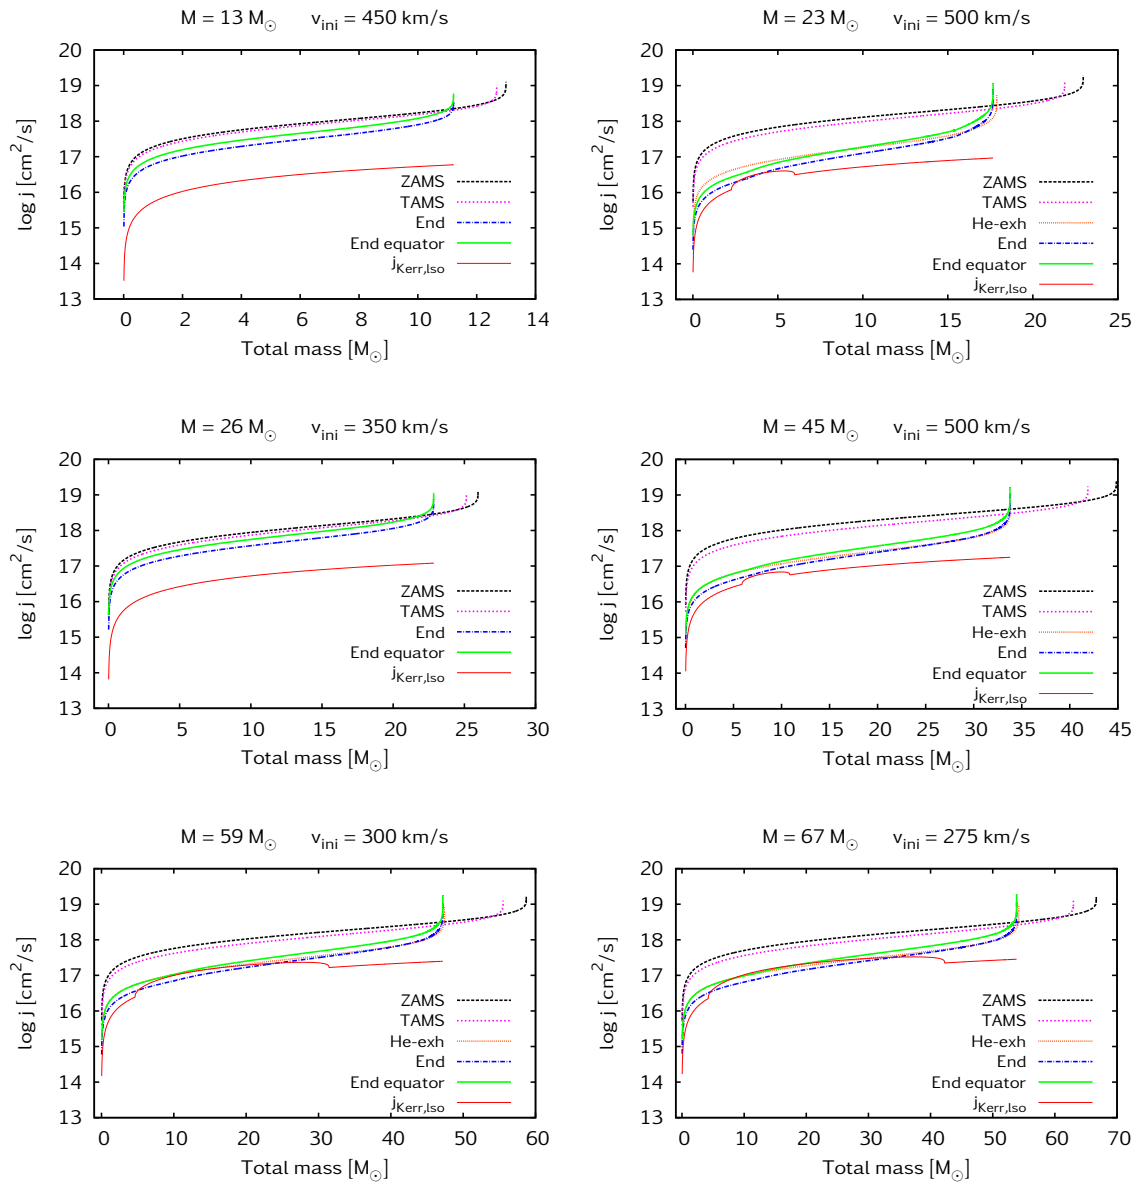 M = 13 M☉ v_ini = 450 km/s
20
19
18
17
16
15
14
13
log j [cm²/s]
ZAMS
TAMS
End
End equator
j_Kerr,lso
0 2 4 6 8 10 12 14
Total mass [M☉]
M = 23 M☉ v_ini = 500 km/s
20
19
18
17
16
15
14
13
log j [cm²/s]
ZAMS
TAMS
He-exh
End
End equator
j_Kerr,lso
0 5 10 15 20 25
Total mass [M☉]
M = 26 M☉ v_ini = 350 km/s
20
19
18
17
16
15
14
13
log j [cm²/s]
ZAMS
TAMS
End
End equator
j_Kerr,lso
0 5 10 15 20 25 30
Total mass [M☉]
M = 45 M☉ v_ini = 500 km/s
20
19
18
17
16
15
14
13
log j [cm²/s]
ZAMS
TAMS
He-exh
End
End equator
j_Kerr,lso
0 5 10 15 20 25 30 35 40 45
Total mass [M☉]
M = 59 M☉ v_ini = 300 km/s
20
19
18
17
16
15
14
13
log j [cm²/s]
ZAMS
TAMS
He-exh
End
End equator
j_Kerr,lso
0 10 20 30 40 50 60
Total mass [M☉]
M = 67 M☉ v_ini = 275 km/s
20
19
18
17
16
15
14
13
log j [cm²/s]
ZAMS
TAMS
He-exh
End
End equator
j_Kerr,lso
0 10 20 30 40 50 60 70
Total mass [M☉]